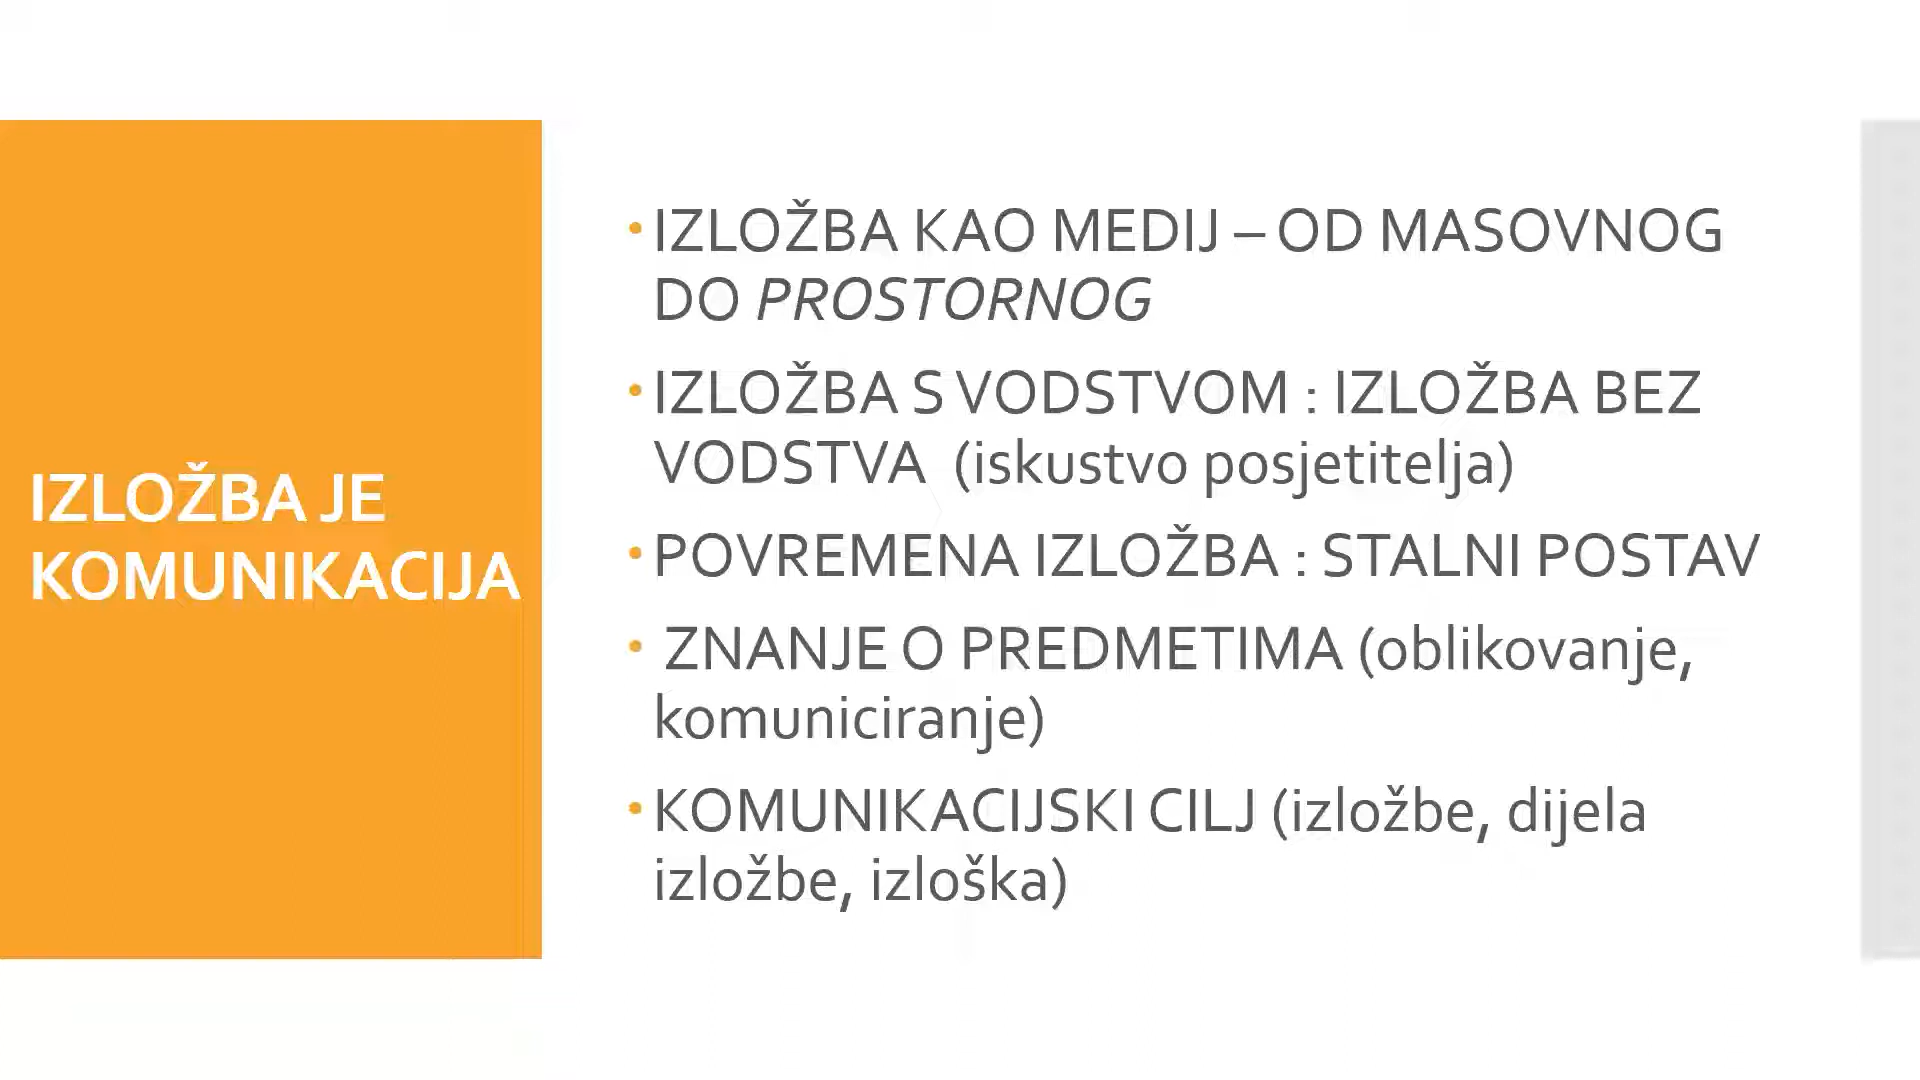 IZLOŽBA JE
KOMUNIKACIJA
• IZLOŽBA KAO MEDIJ – OD MASOVNOG
DO PROSTORNOG
• IZLOŽBA S VODSTVOM : IZLOŽBA BEZ
VODSTVA (iskustvo posjetitelja)
• POVREMENA IZLOŽBA : STALNI POSTAV
• ZNANJE O PREDMETIMA (oblikovanje,
komuniciranje)
• KOMUNIKACIJSKI CILJ (izložbe, dijela
izložbe, izloška)